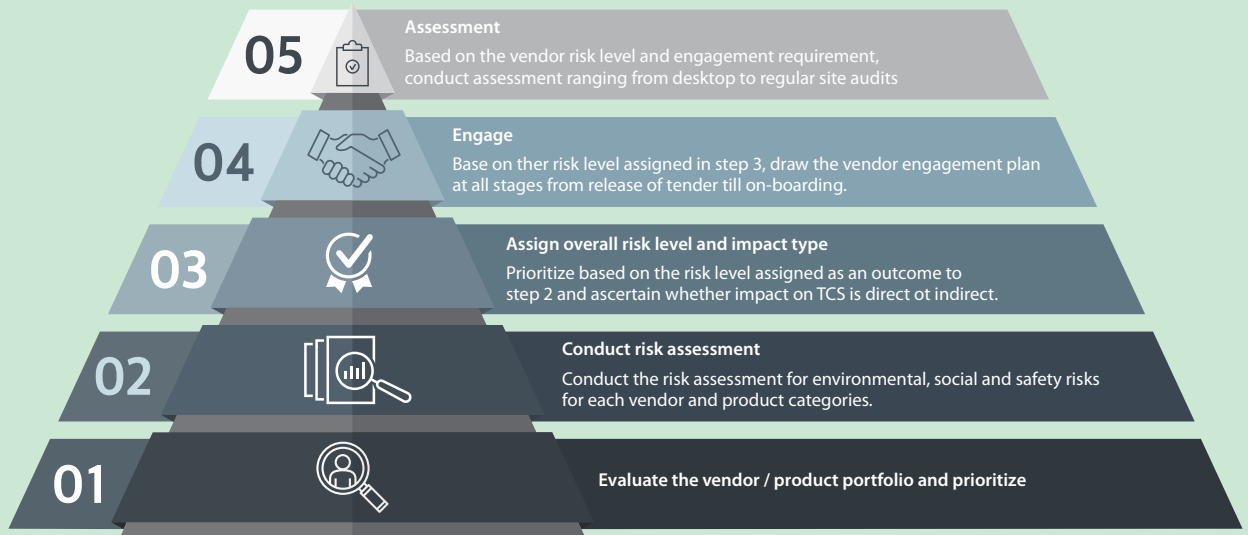 05
Assessment
Based on the vendor risk level and engagement requirement,
conduct assessment ranging from desktop to regular site audits
04
Engage
Base on ther risk level assigned in step 3, draw the vendor engagement plan
at all stages from release of tender till on-boarding.
03
Assign overall risk level and impact type
Prioritize based on the risk level assigned as an outcome to
step 2 and ascertain whether impact on TCS is direct ot indirect.
02
Conduct risk assessment
Conduct the risk assessment for environmental, social and safety risks
for each vendor and product categories.
01
Evaluate the vendor / product portfolio and prioritize